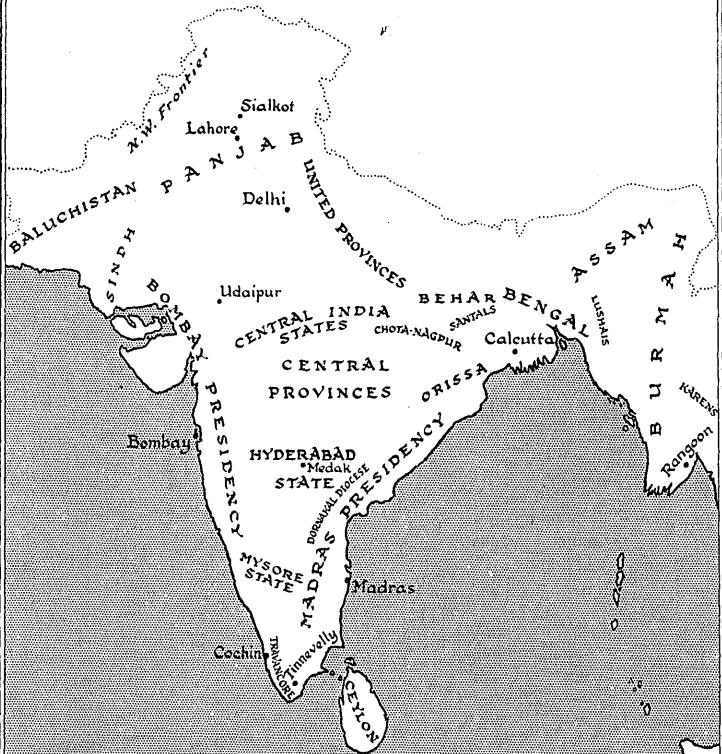 N.W. Frontier
Sialkot
Lahore
PANJAB
BALUCHISTAN
Delhi
UNITED PROVINCES
SINDH
ASSAM
BURMAH
Udaipur
BOMBAY PRESIDENCY
CENTRAL INDIA
STATES
BEHAR
BENGAL
SANTALS
CHOTA-NAGPUR
LUSHAIS
Calcutta
CENTRAL
PROVINCES
ORISSA
KARENS
Bombay
HYDERABAD
Medak
STATE
DORNAKAL DIOCESE
MADRAS PRESIDENCY
Rangoon
MYSORE
STATE
Madras
Cochin
TRAVANCORE
Tinnevelly
CEYLON